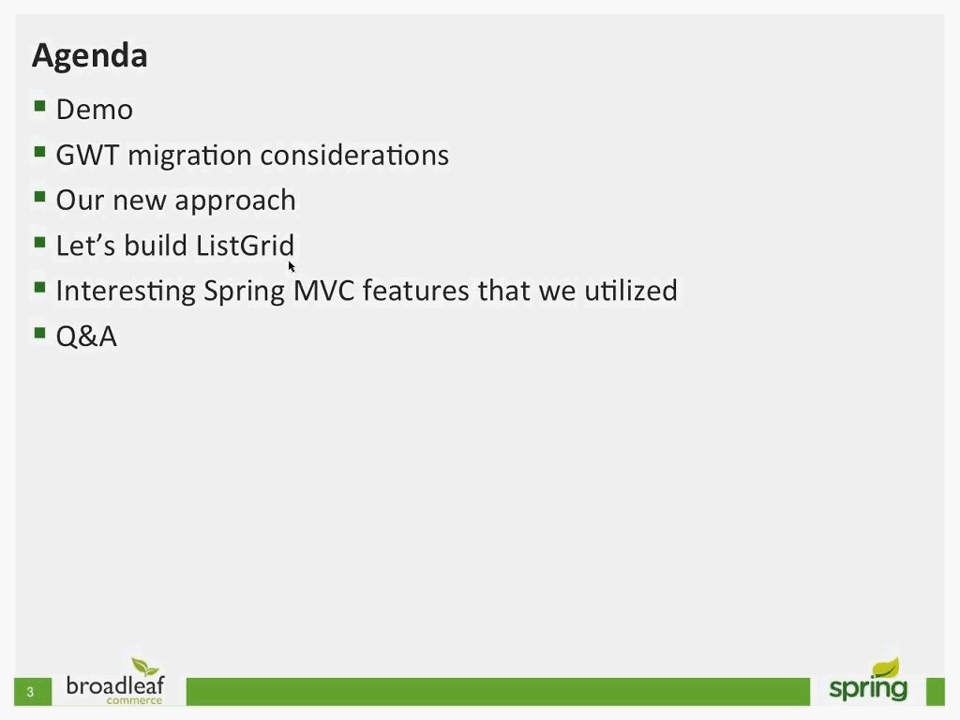 Agenda
Demo
GWT migration considerations
Our new approach
Let’s build ListGrid
Interesting Spring MVC features that we utilized
Q&A
3
broadleaf
commerce
spring